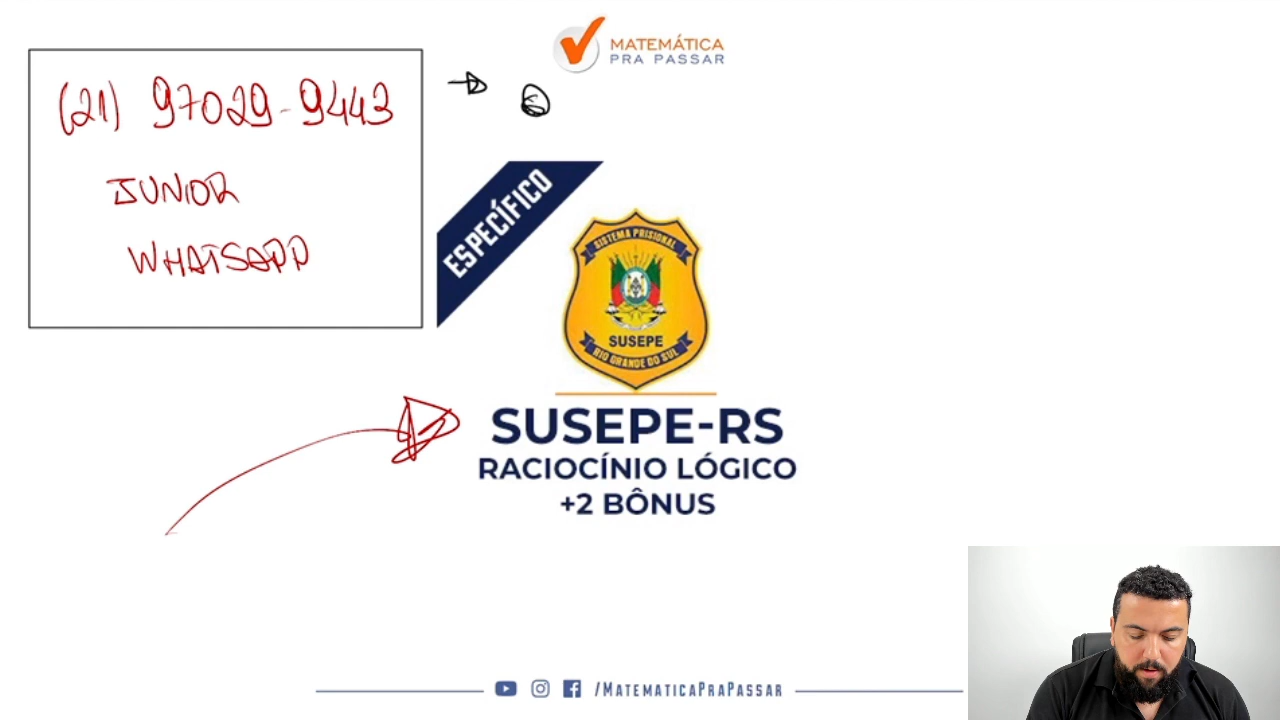 MATEMÁTICA
PRA PASSAR
(21) 97029-9443
JUNIOR
WHATSAPP
ESPECÍFICO
SISTEMA PRISIONAL
SUSEPE
RIO GRANDE DO SUL
SUSEPE-RS
RACIOCÍNIO LÓGICO
+2 BÔNUS
/MATEMATICAPRAPASSAR